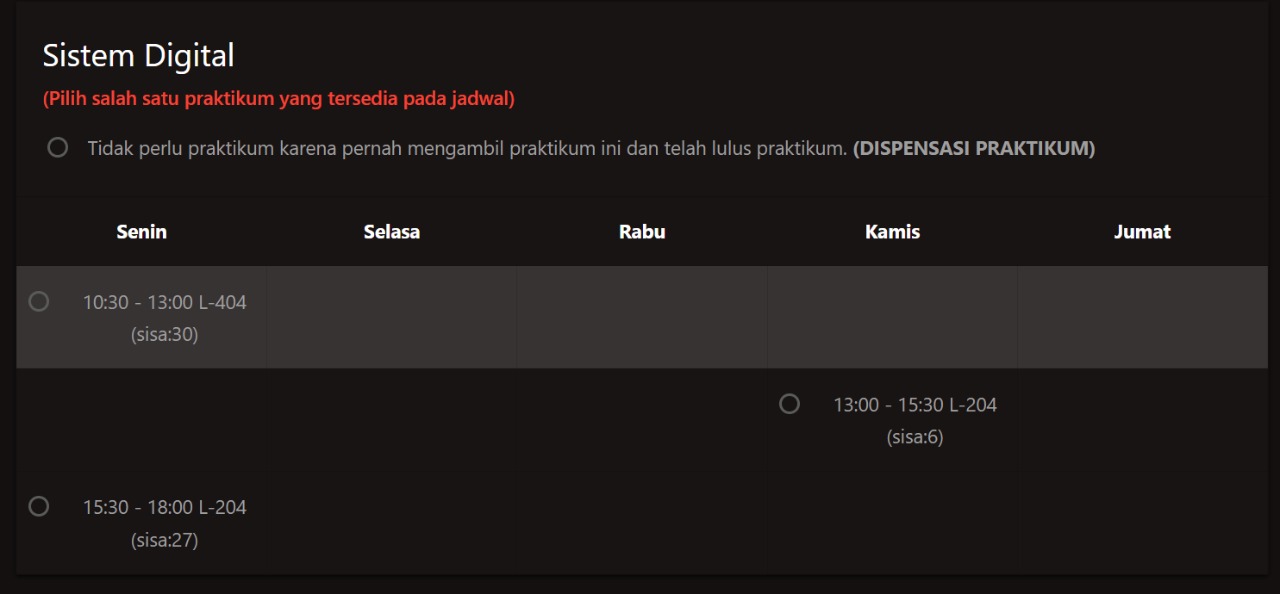 Sistem Digital
(Pilih salah satu praktikum yang tersedia pada jadwal)
Tidak perlu praktikum karena pernah mengambil praktikum ini dan telah lulus praktikum. (DISPENSASI PRAKTIKUM)
Senin Selasa Rabu Kamis Jumat
10:30 - 13:00 L-404
(sisa:30)
13:00 - 15:30 L-204
(sisa:6)
15:30 - 18:00 L-204
(sisa:27)